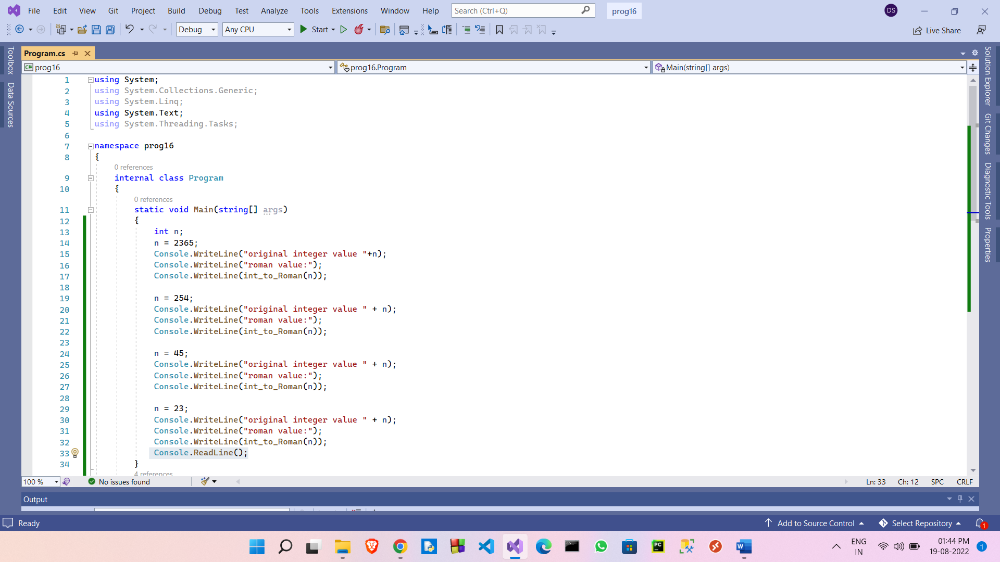 File Edit View Git Project Build Debug Test Analyze Tools Extensions Window Help Search (Ctrl+Q) prog16 DS
Debug Any CPU Start Live Share
Program.cs
prog16 prog16.Program Main(string[] args)
Toolbox
Data Sources
1 using System;
2 using System.Collections.Generic;
3 using System.Linq;
4 using System.Text;
5 using System.Threading.Tasks;
6
7 namespace prog16
8 {
0 references
9 internal class Program
10 {
0 references
11 static void Main(string[] args)
12 {
13 int n;
14 n = 2365;
15 Console.WriteLine("original integer value "+n);
16 Console.WriteLine("roman value:");
17 Console.WriteLine(int_to_Roman(n));
18
19 n = 254;
20 Console.WriteLine("original integer value " + n);
21 Console.WriteLine("roman value:");
22 Console.WriteLine(int_to_Roman(n));
23
24 n = 45;
25 Console.WriteLine("original integer value " + n);
26 Console.WriteLine("roman value:");
27 Console.WriteLine(int_to_Roman(n));
28
29 n = 23;
30 Console.WriteLine("original integer value " + n);
31 Console.WriteLine("roman value:");
32 Console.WriteLine(int_to_Roman(n));
33 Console.ReadLine();
34 }
4 references
Solution Explorer
Git Changes
Diagnostic Tools
Properties
100 % No issues found Ln: 33 Ch: 12 SPC CRLF
Output
Ready Add to Source Control Select Repository 1
PC
ENG
IN
01:44 PM
19-08-2022
1